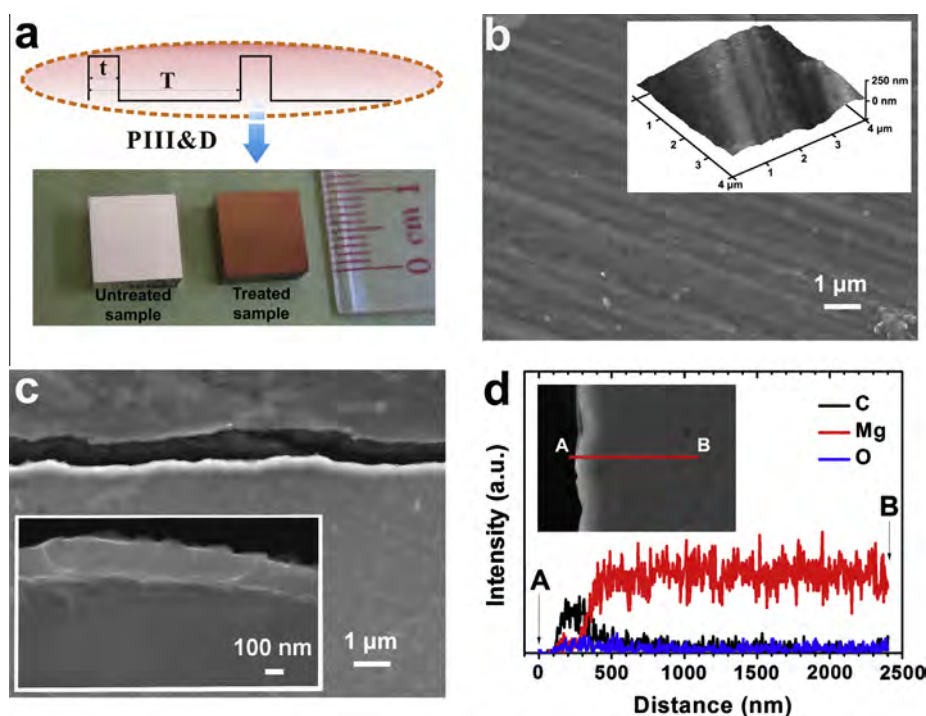 a
t
T
PIII&D
Untreated
sample
Treated
sample
0 cm 1
b
250 nm
0 nm
1
2
3
4 µm
1
2
3
4 µm
1 µm
c
100 nm
1 µm
d
A
B
C
Mg
O
A
B
Intensity (a.u.)
0
500
1000
1500
2000
2500
Distance (nm)